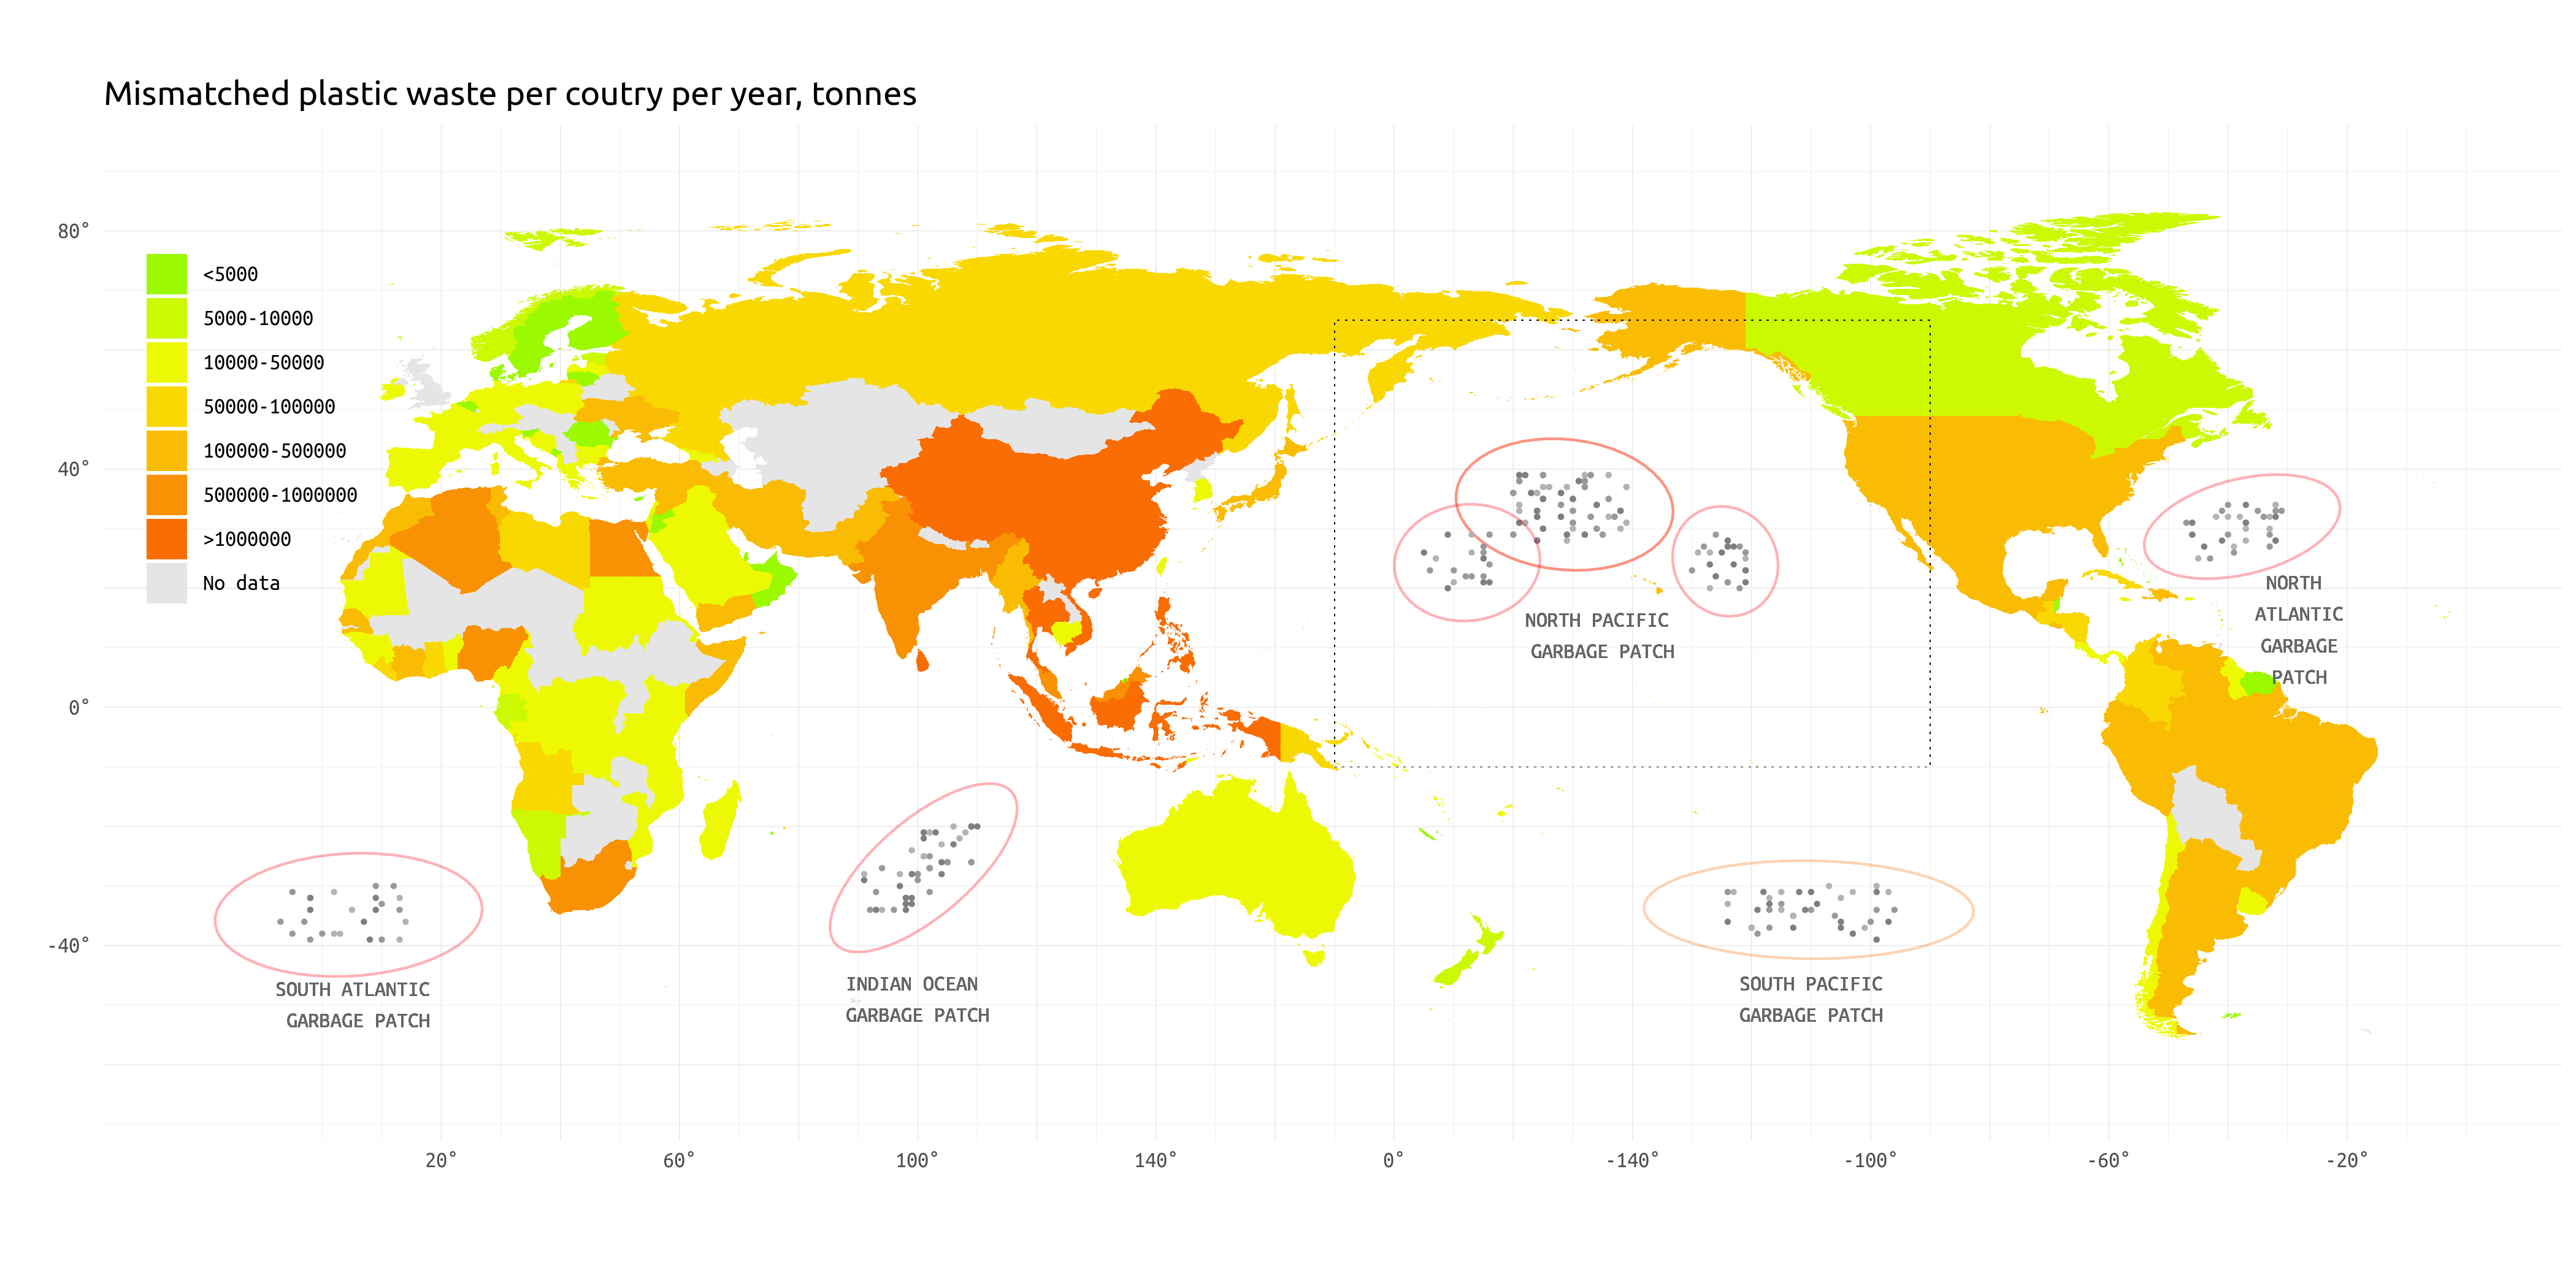 Mismatched plastic waste per coutry per year, tonnes
80°
40°
0°
-40°
<5000
5000-10000
10000-50000
50000-100000
100000-500000
500000-1000000
>1000000
No data
NORTH PACIFIC
GARBAGE PATCH
NORTH
ATLANTIC
GARBAGE
PATCH
SOUTH ATLANTIC
GARBAGE PATCH
INDIAN OCEAN
GARBAGE PATCH
SOUTH PACIFIC
GARBAGE PATCH
20°
60°
100°
140°
0°
-140°
-100°
-60°
-20°